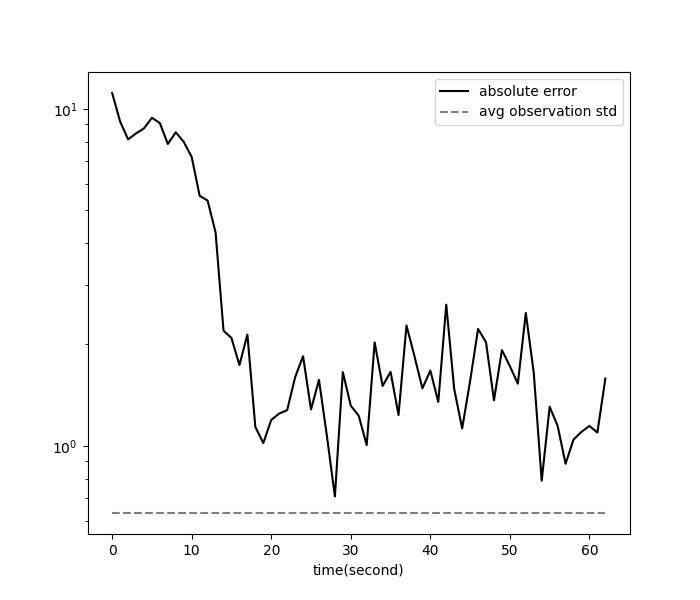 absolute error
avg observation std
10¹
10⁰
0 10 20 30 40 50 60
time(second)